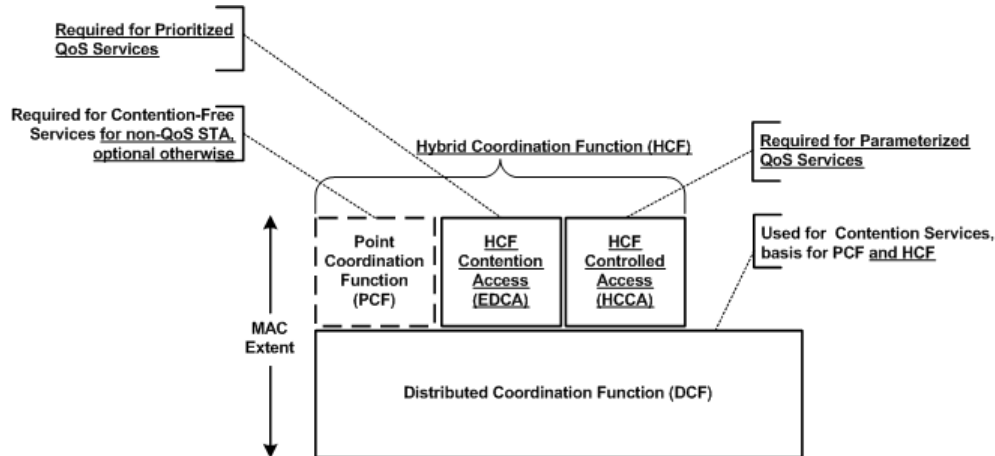 Required for Prioritized
QoS Services
Required for Contention-Free
Services for non-QoS STA,
optional otherwise
Hybrid Coordination Function (HCF)
Required for Parameterized
QoS Services
Used for Contention Services,
basis for PCF and HCF
Point
Coordination
Function
(PCF)
HCF
Contention
Access
(EDCA)
HCF
Controlled
Access
(HCCA)
MAC
Extent
Distributed Coordination Function (DCF)